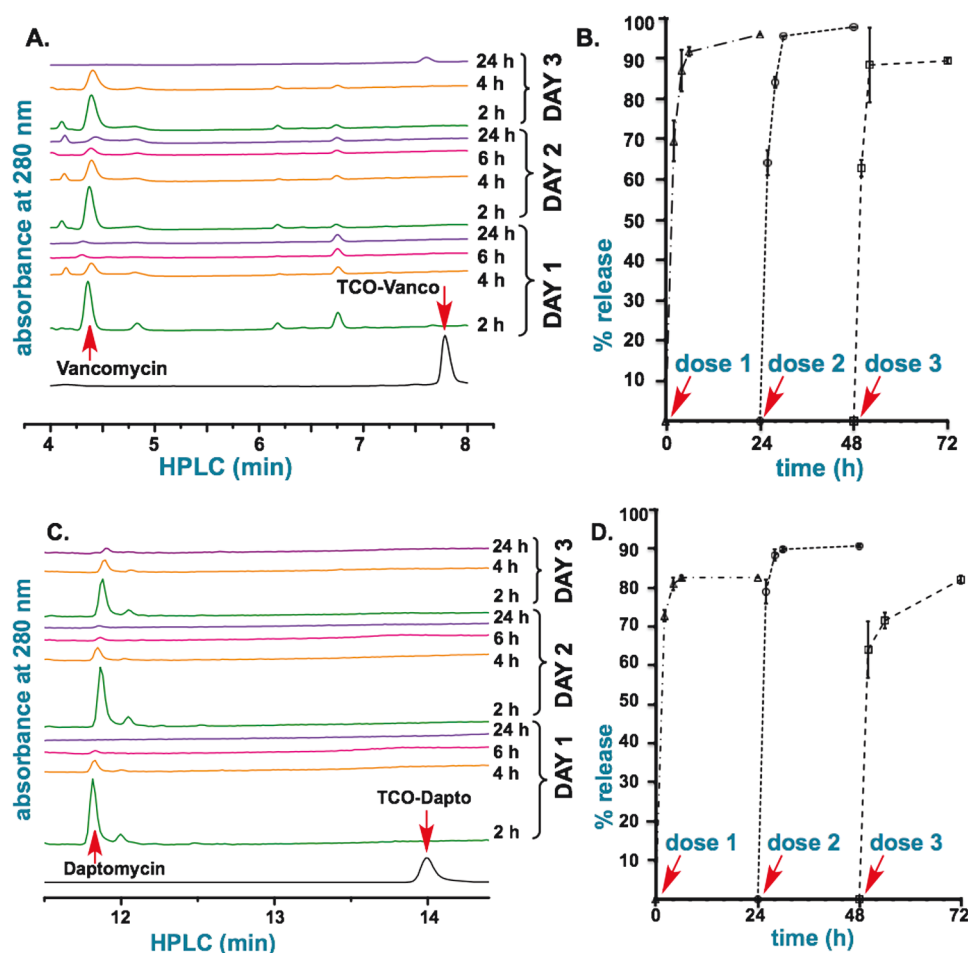 A.
absorbance at 280 nm
24 h
4 h
2 h
DAY 3
24 h
6 h
4 h
2 h
DAY 2
24 h
6 h
4 h
2 h
DAY 1
TCO-Vanco
Vancomycin
4 5 6 7 8
HPLC (min)
B.
% release
100
90
80
70
60
50
40
30
20
10
dose 1 dose 2 dose 3
0 24 48 72
time (h)
C.
absorbance at 280 nm
24 h
4 h
2 h
DAY 3
24 h
6 h
4 h
2 h
DAY 2
24 h
6 h
4 h
2 h
DAY 1
TCO-Dapto
Daptomycin
12 13 14
HPLC (min)
D.
% release
100
90
80
70
60
50
40
30
20
10
dose 1 dose 2 dose 3
0 24 48 72
time (h)